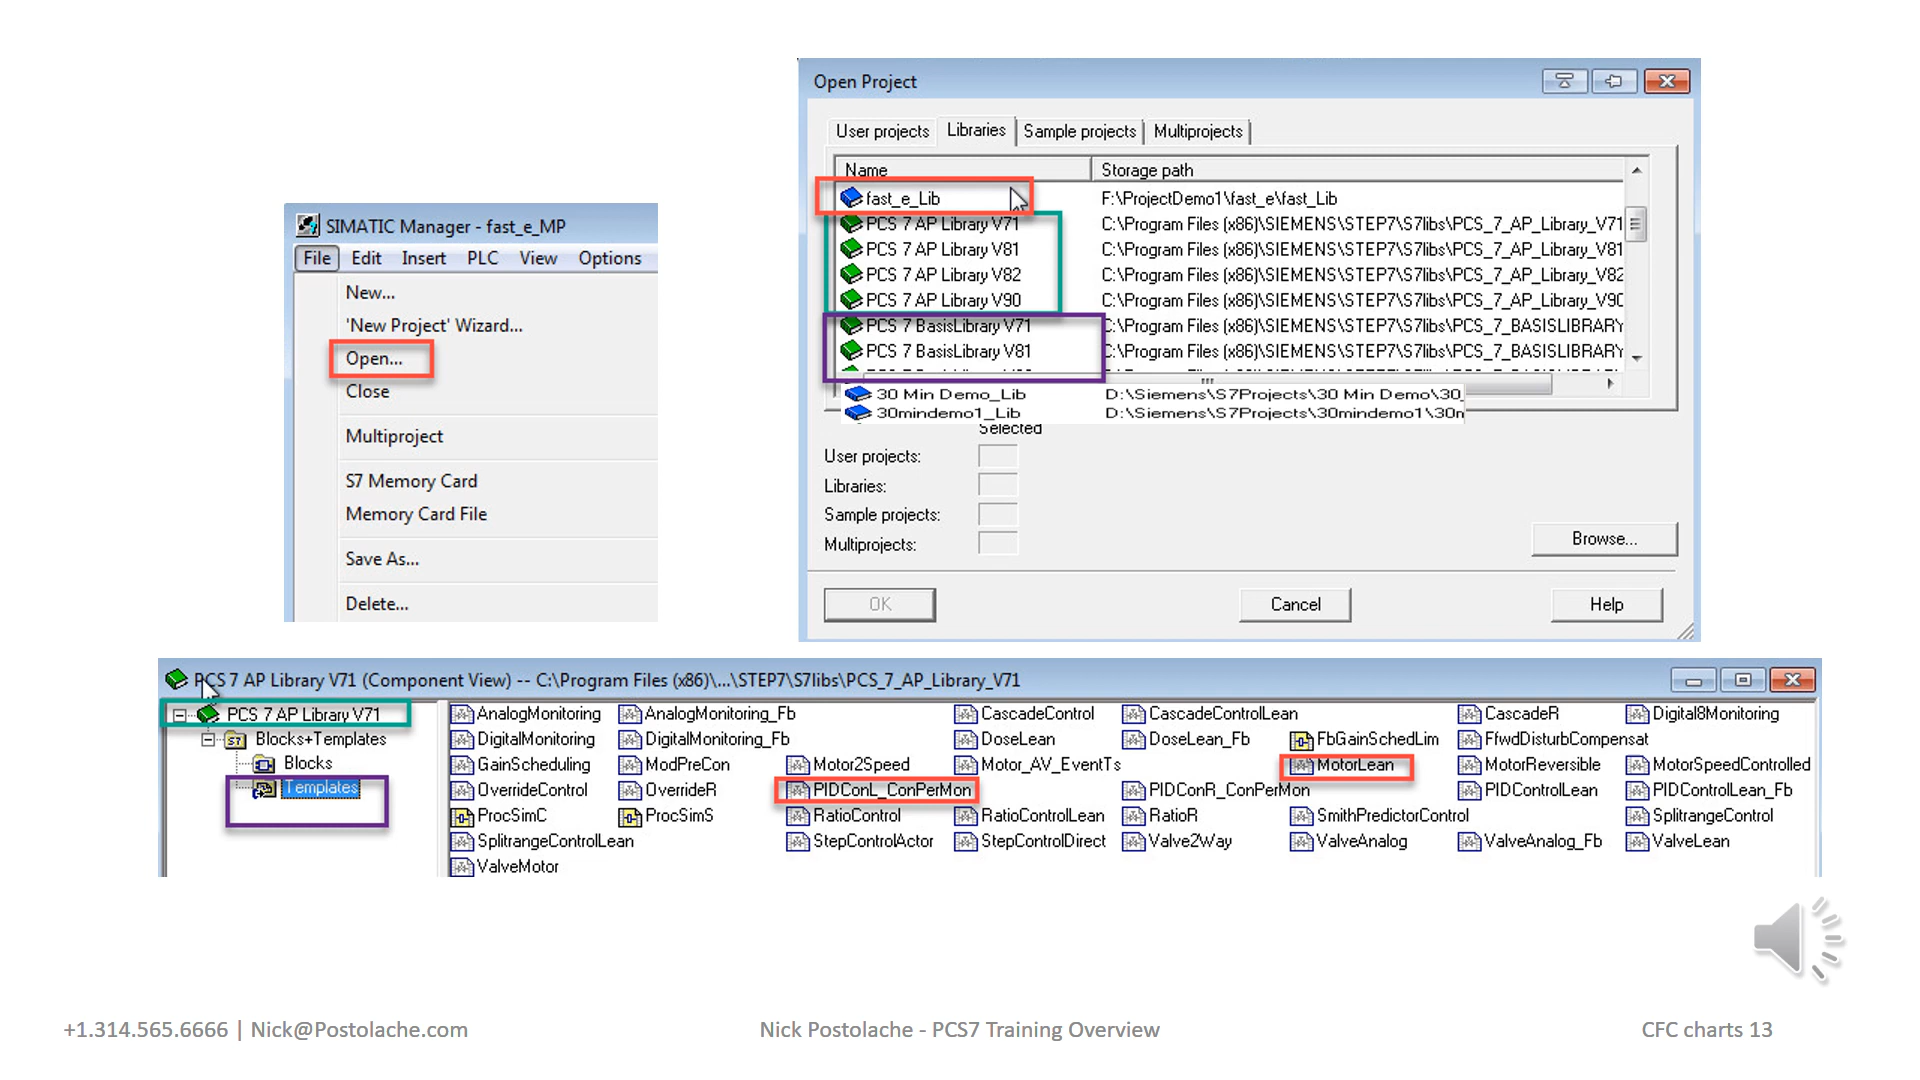 SIMATIC Manager - fast_e_MP
File Edit Insert PLC View Options
New...
'New Project' Wizard...
Open...
Close
Multiproject
S7 Memory Card
Memory Card File
Save As...
Delete...
Open Project
User projects Libraries Sample projects Multiprojects
Name Storage path
fast_e_Lib F:\ProjectDemo1\fast_e\fast_Lib
PCS 7 AP Library V71 C:\Program Files (x86)\SIEMENS\STEP7\S7libs\PCS_7_AP_Library_V71
PCS 7 AP Library V81 C:\Program Files (x86)\SIEMENS\STEP7\S7libs\PCS_7_AP_Library_V81
PCS 7 AP Library V82 C:\Program Files (x86)\SIEMENS\STEP7\S7libs\PCS_7_AP_Library_V82
PCS 7 AP Library V90 C:\Program Files (x86)\SIEMENS\STEP7\S7libs\PCS_7_AP_Library_V90
PCS 7 BasisLibrary V71 C:\Program Files (x86)\SIEMENS\STEP7\S7libs\PCS_7_BASISLIBRARY
PCS 7 BasisLibrary V81 C:\Program Files (x86)\SIEMENS\STEP7\S7libs\PCS_7_BASISLIBRARY
30 Min Demo_Lib D:\Siemens\S7Projects\30 Min Demo\30_
30mindemo1_Lib D:\Siemens\S7Projects\30mindemo1\30m
Selected
User projects:
Libraries:
Sample projects:
Multiprojects:
Browse...
OK Cancel Help
PCS 7 AP Library V71 (Component View) -- C:\Program Files (x86)\...\STEP7\S7libs\PCS_7_AP_Library_V71
PCS 7 AP Library V71
Blocks+Templates
Blocks
Templates
AnalogMonitoring AnalogMonitoring_Fb CascadeControl CascadeControlLean CascadeR Digital8Monitoring
DigitalMonitoring DigitalMonitoring_Fb DoseLean DoseLean_Fb FbGainSchedLim FfwdDisturbCompensat
GainScheduling ModPreCon Motor2Speed Motor_AV_EventTs MotorLean MotorReversible MotorSpeedControlled
OverrideControl OverrideR PIDConL_ConPerMon PIDConR_ConPerMon PIDControlLean PIDControlLean_Fb
ProcSimC ProcSimS RatioControl RatioControlLean RatioR SmithPredictorControl SplitrangeControl
SplitrangeControlLean StepControlActor StepControlDirect Valve2Way ValveAnalog ValveAnalog_Fb ValveLean
ValveMotor
+1.314.565.6666 | Nick@Postolache.com
Nick Postolache - PCS7 Training Overview
CFC charts 13